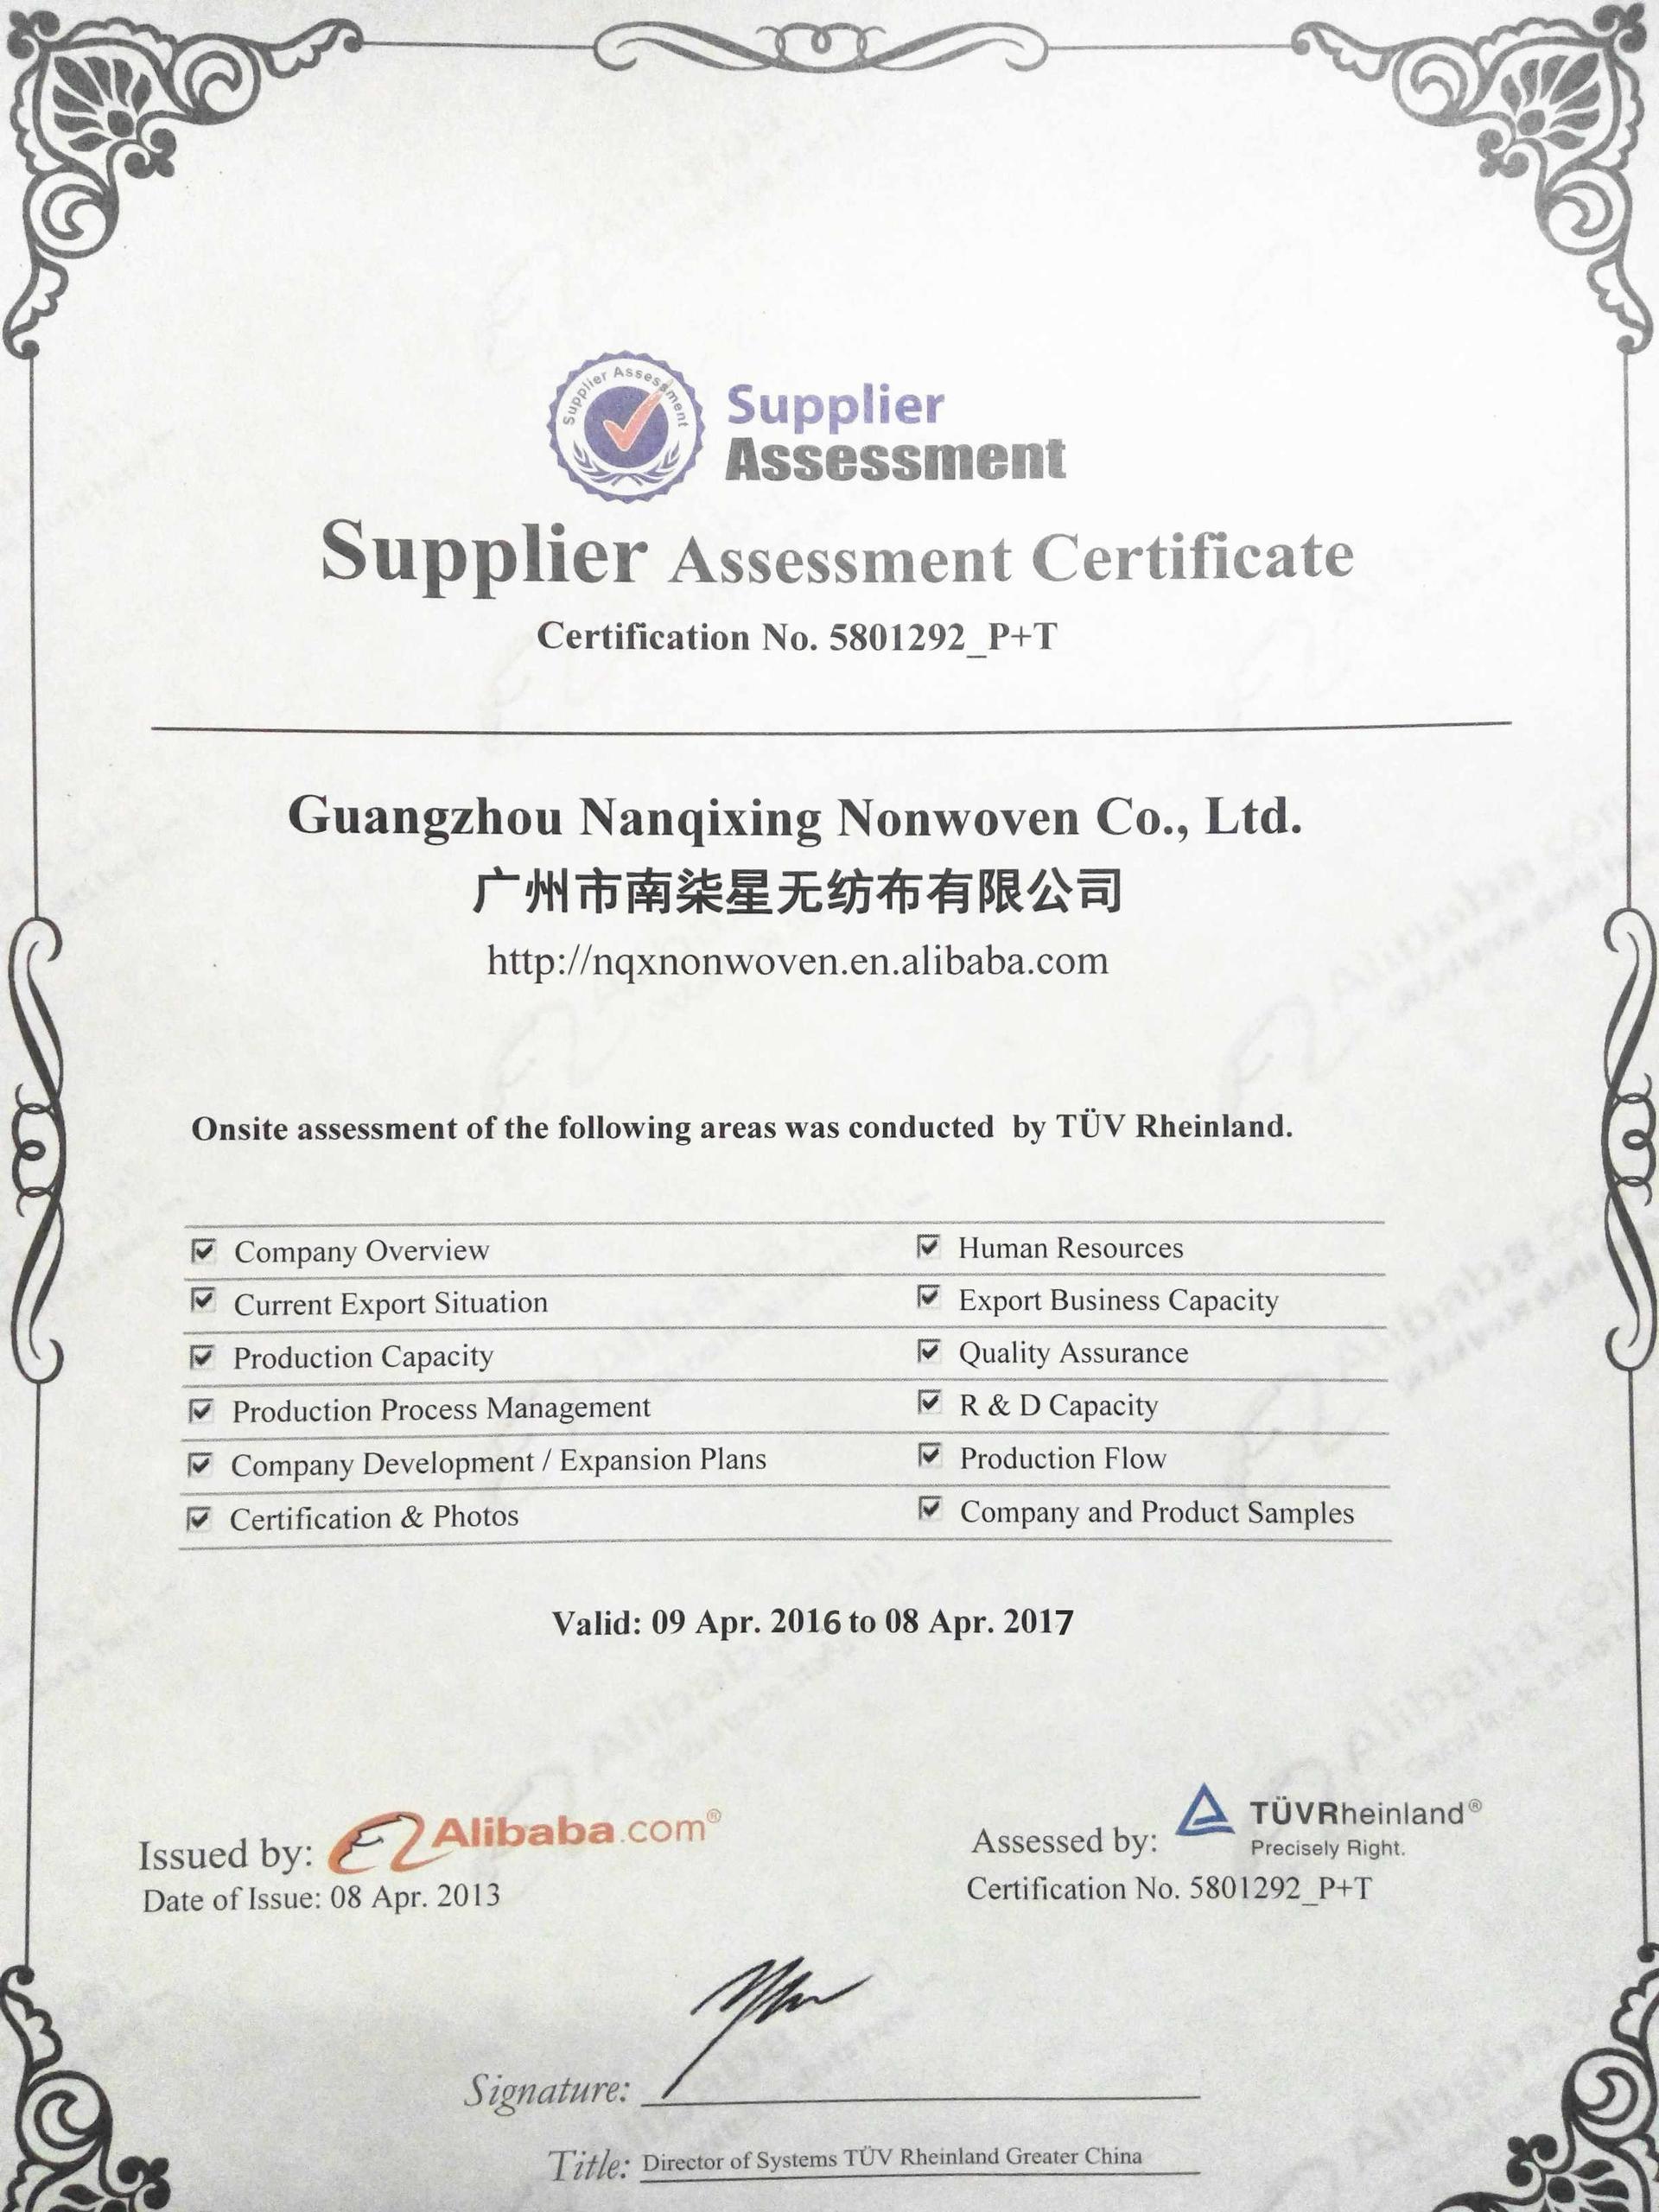 Supplier Assessment
Supplier
Assessment
Supplier Assessment Certificate
Certification No. 5801292_P+T
Guangzhou Nanqixing Nonwoven Co., Ltd.
广州市南柒星无纺布有限公司
http://nqxnonwoven.en.alibaba.com
Onsite assessment of the following areas was conducted by TÜV Rheinland.
Company Overview
Human Resources
Current Export Situation
Export Business Capacity
Production Capacity
Quality Assurance
Production Process Management
R & D Capacity
Company Development / Expansion Plans
Production Flow
Certification & Photos
Company and Product Samples
Valid: 09 Apr. 2016 to 08 Apr. 2017
Issued by: Alibaba.com®
Date of Issue: 08 Apr. 2013
Assessed by: TÜVRheinland®
Precisely Right.
Certification No. 5801292_P+T
Signature:
Title: Director of Systems TÜV Rheinland Greater China